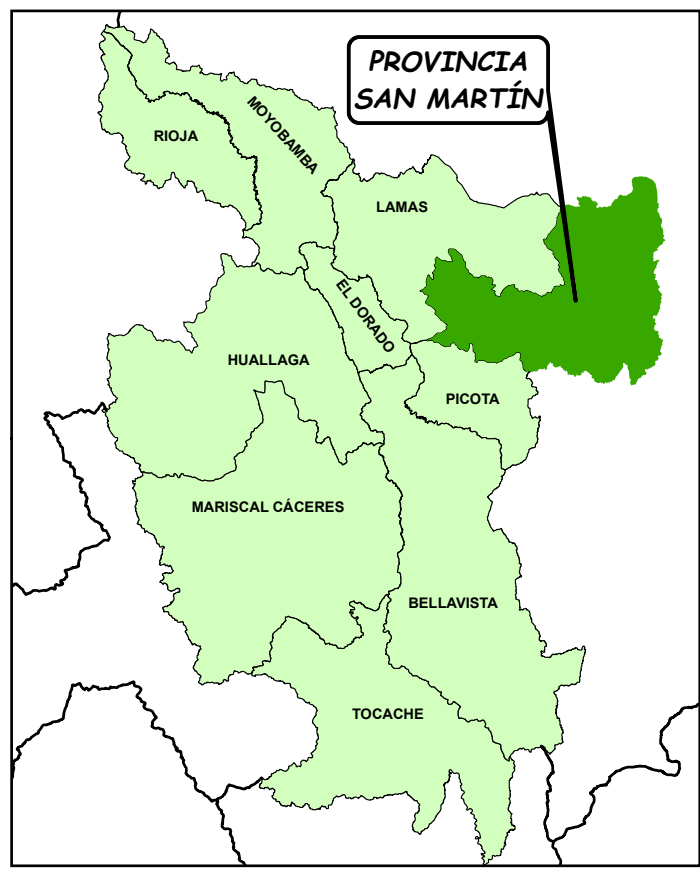 PROVINCIA
SAN MARTÍN
RIOJA
MOYOBAMBA
LAMAS
EL DORADO
HUALLAGA
PICOTA
MARISCAL CÁCERES
BELLAVISTA
TOCACHE